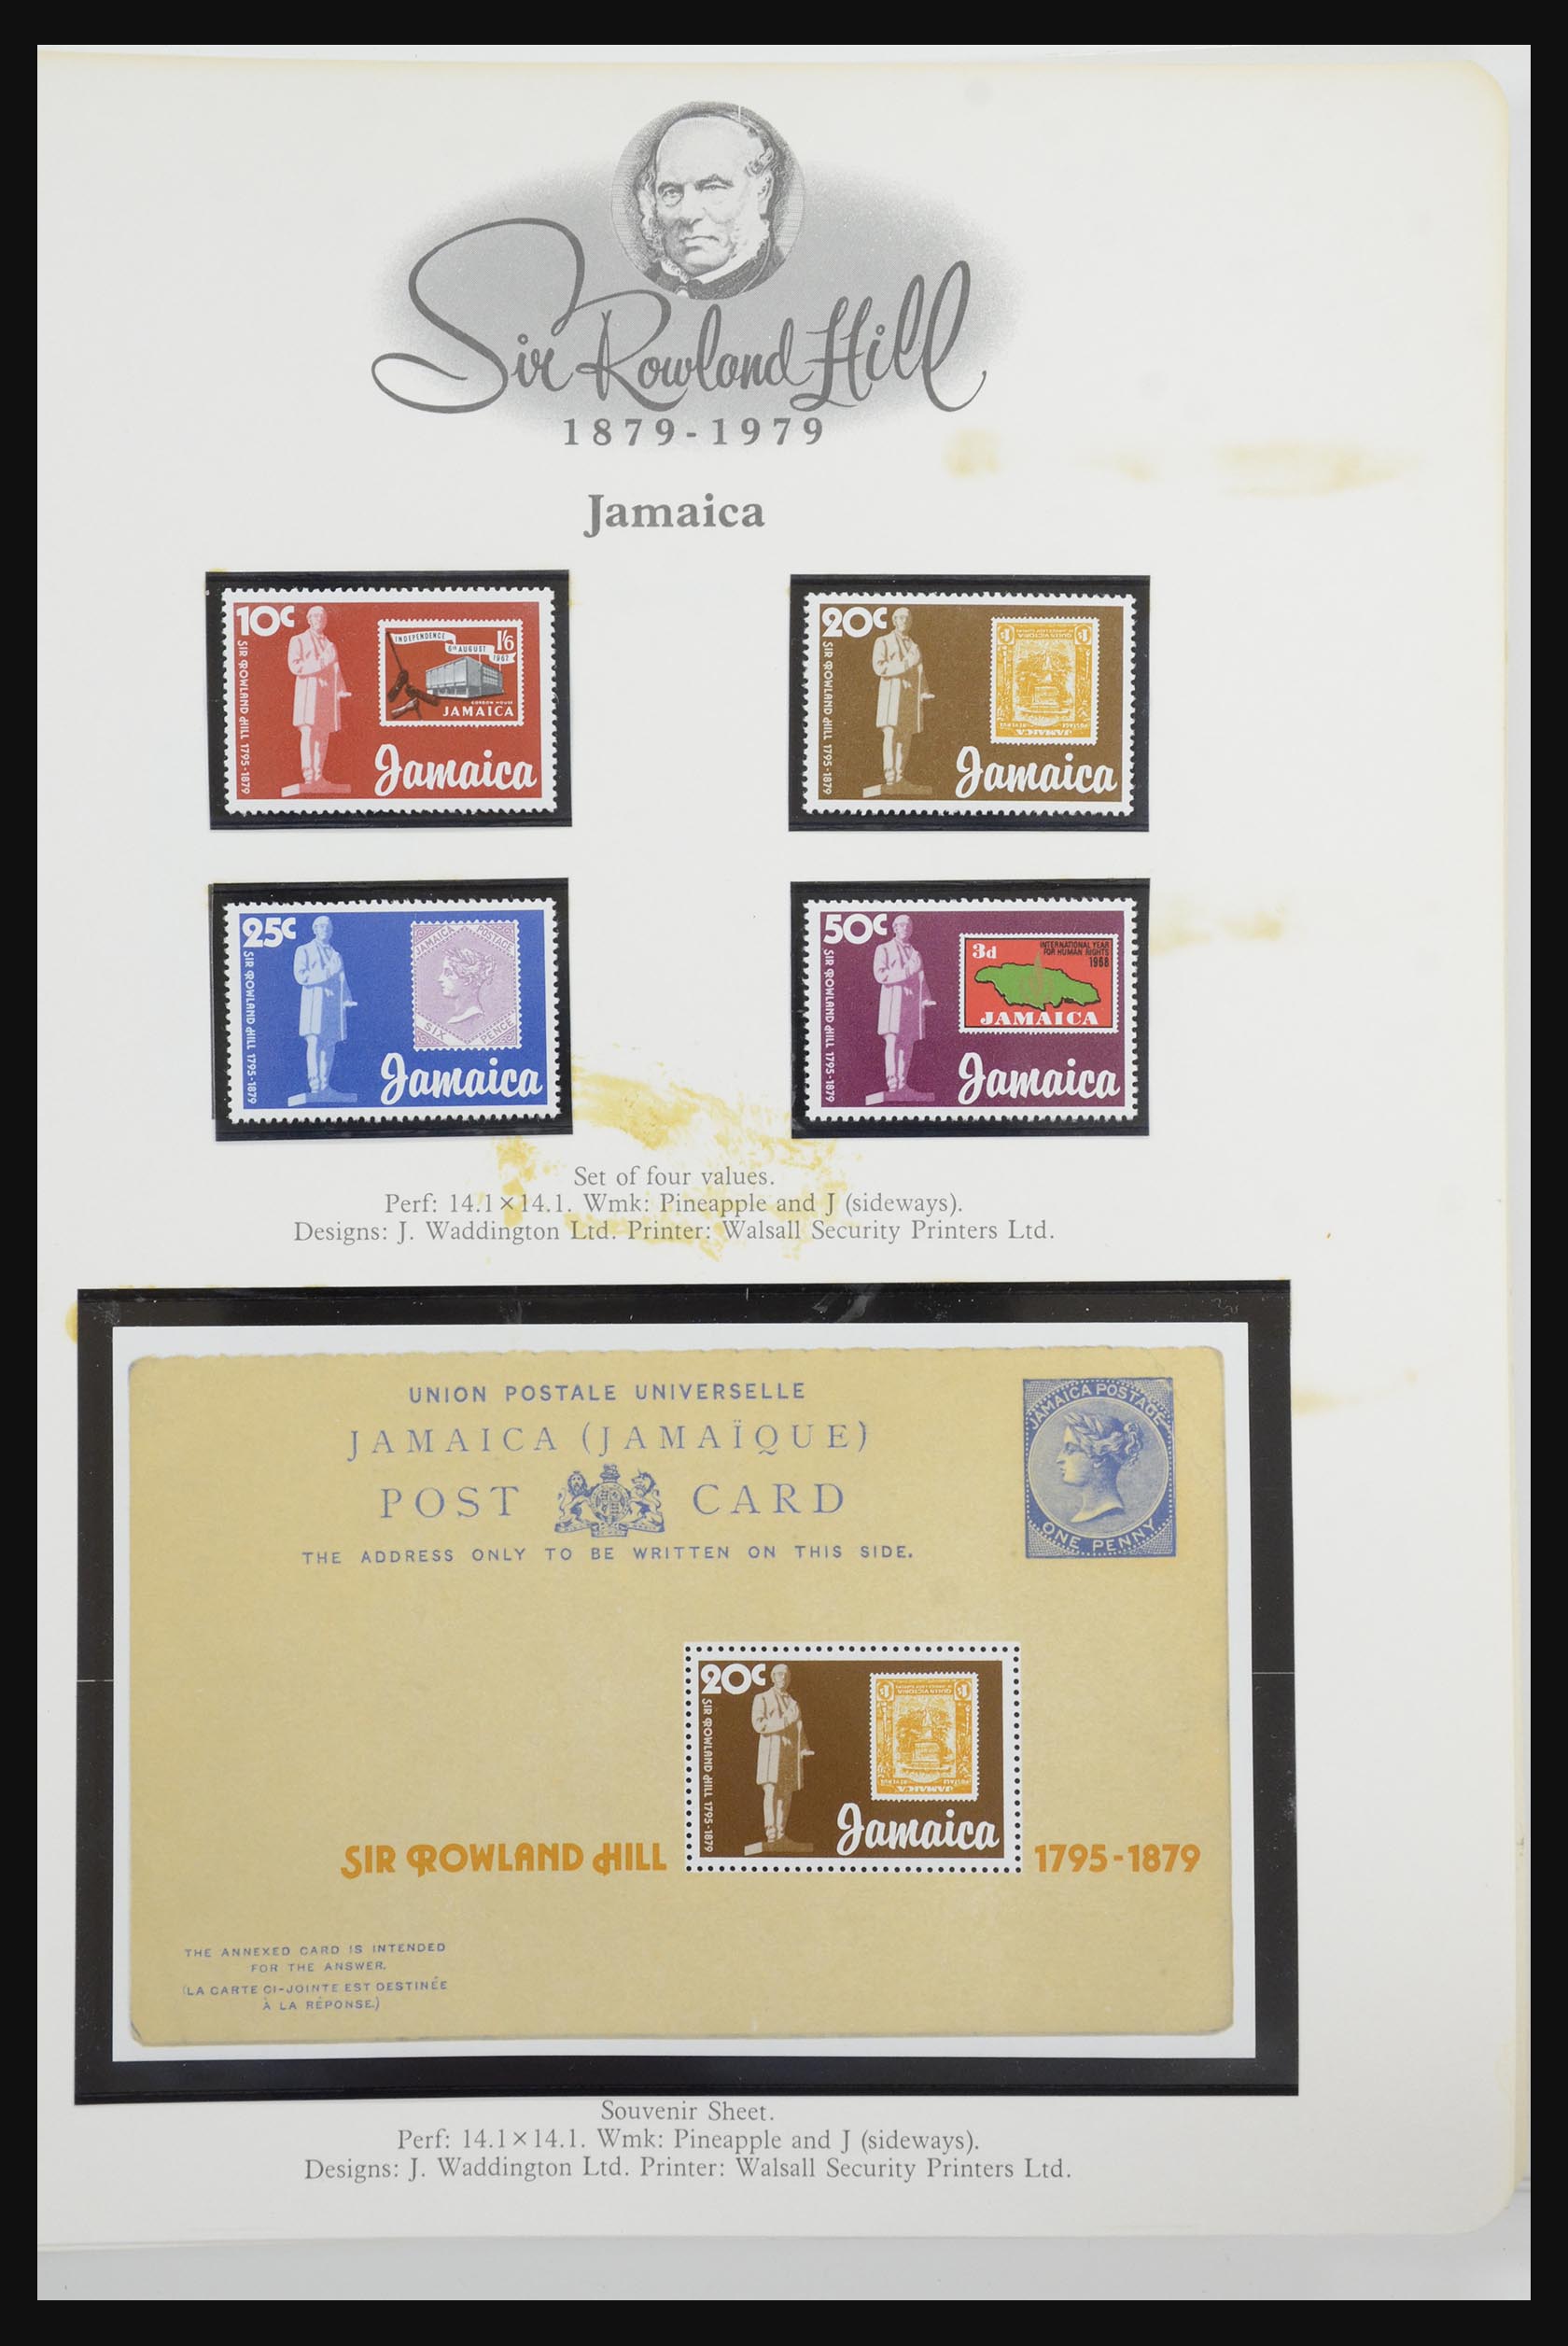 Sir Rowland Hill
1879-1979
Jamaica
10c
SIR ROWLAND HILL 1795-1879
INDEPENDENCE
6th AUGUST
1962
1/6
GORDON HOUSE
JAMAICA
Jamaica
20c
SIR ROWLAND HILL 1795-1879
JAMAICA
Jamaica
25c
SIR ROWLAND HILL 1795-1879
JAMAICA POSTAGE
SIX PENCE
Jamaica
50c
SIR ROWLAND HILL 1795-1879
3d
INTERNATIONAL YEAR
FOR HUMAN RIGHTS
1968
JAMAICA
Jamaica
Set of four values.
Perf: 14.1×14.1. Wmk: Pineapple and J (sideways).
Designs: J. Waddington Ltd. Printer: Walsall Security Printers Ltd.
UNION POSTALE UNIVERSELLE
JAMAICA (JAMAÏQUE)
POST CARD
THE ADDRESS ONLY TO BE WRITTEN ON THIS SIDE.
JAMAICA POSTAGE
ONE PENNY
20c
SIR ROWLAND HILL 1795-1879
JAMAICA
Jamaica
SIR ROWLAND HILL 1795-1879
THE ANNEXED CARD IS INTENDED
FOR THE ANSWER.
(LA CARTE CI-JOINTE EST DESTINÉE
À LA RÉPONSE.)
Souvenir Sheet.
Perf: 14.1×14.1. Wmk: Pineapple and J (sideways).
Designs: J. Waddington Ltd. Printer: Walsall Security Printers Ltd.